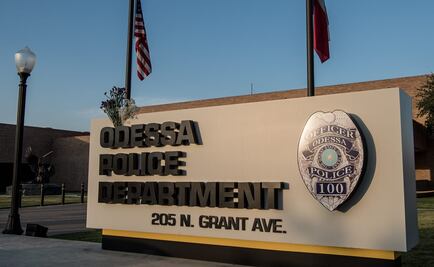 ODESSA
POLICE
DEPARTMENT
205 N. GRANT AVE.
OFFICER
ODESSA
POLICE
100